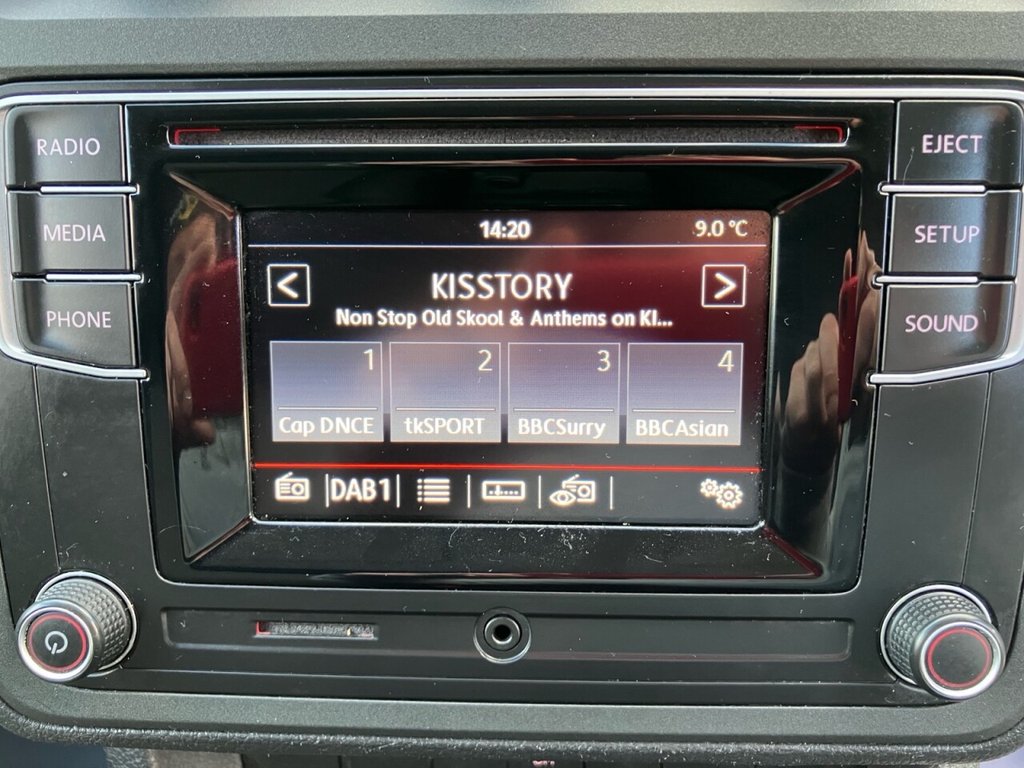 RADIO
MEDIA
PHONE
EJECT
SETUP
SOUND
14:20 9.0 °C
< KISSTORY >
Non Stop Old Skool & Anthems on KI...
1 2 3 4
Cap DNCE tkSPORT BBCSurry BBCAsian
DAB1